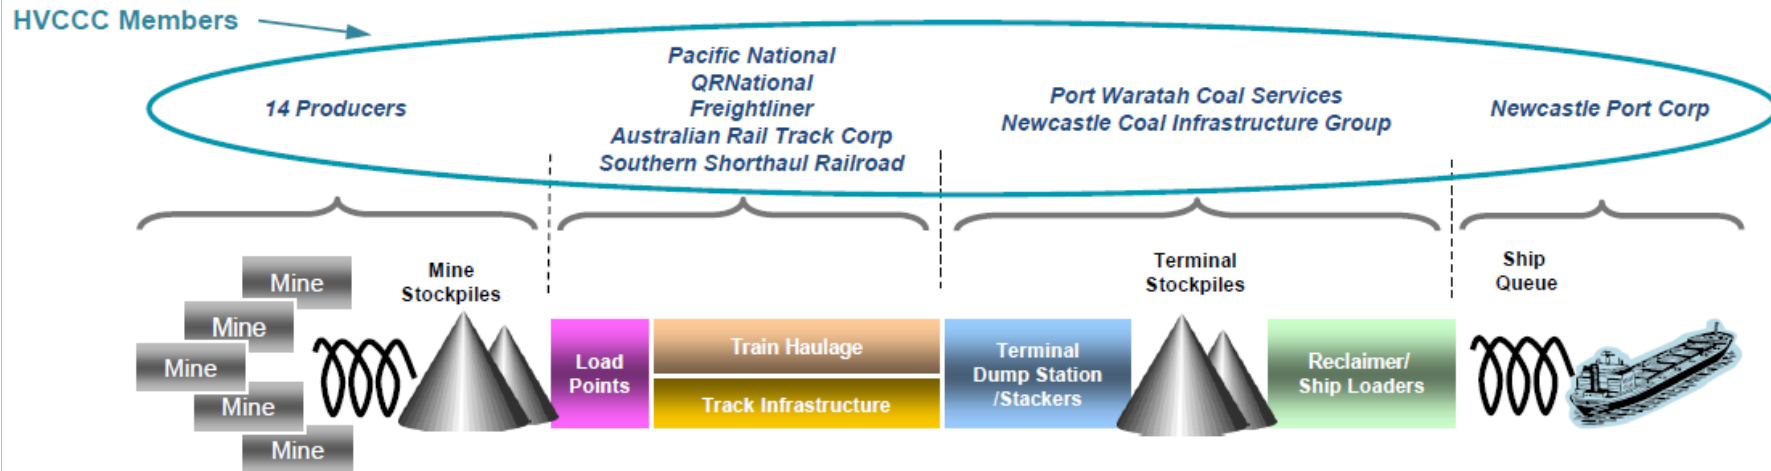 HVCCC Members
14 Producers
Pacific National
QRNational
Freightliner
Australian Rail Track Corp
Southern Shorthaul Railroad
Port Waratah Coal Services
Newcastle Coal Infrastructure Group
Newcastle Port Corp
Mine
Mine
Mine
Mine
Mine
Mine
Stockpiles
Load
Points
Train Haulage
Track Infrastructure
Terminal
Dump Station
/Stackers
Terminal
Stockpiles
Reclaimer/
Ship Loaders
Ship
Queue